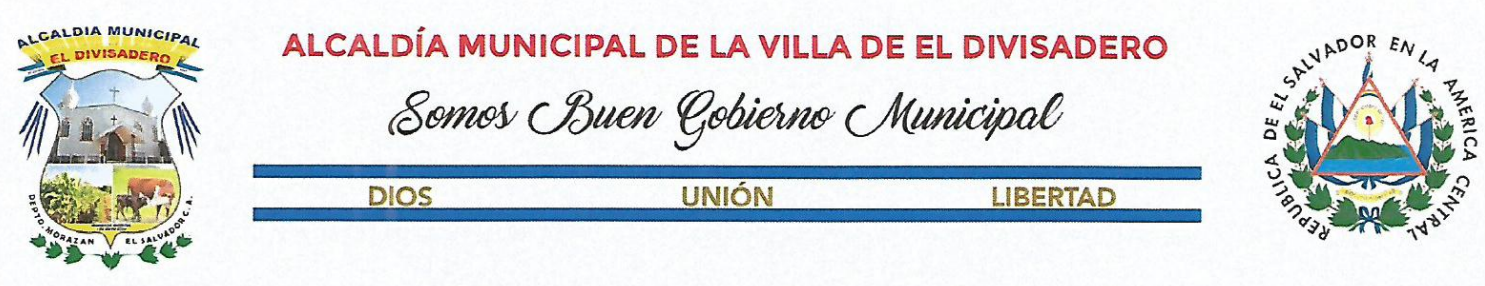 ALCALDIA MUNICIPAL
EL DIVISADERO
DEPTO. MORAZAN EL SALVADOR C. A.
ALCALDÍA MUNICIPAL DE LA VILLA DE EL DIVISADERO
Somos Buen Gobierno Municipal
DIOS UNIÓN LIBERTAD
REPUBLICA DE EL SALVADOR EN LA AMERICA CENTRAL